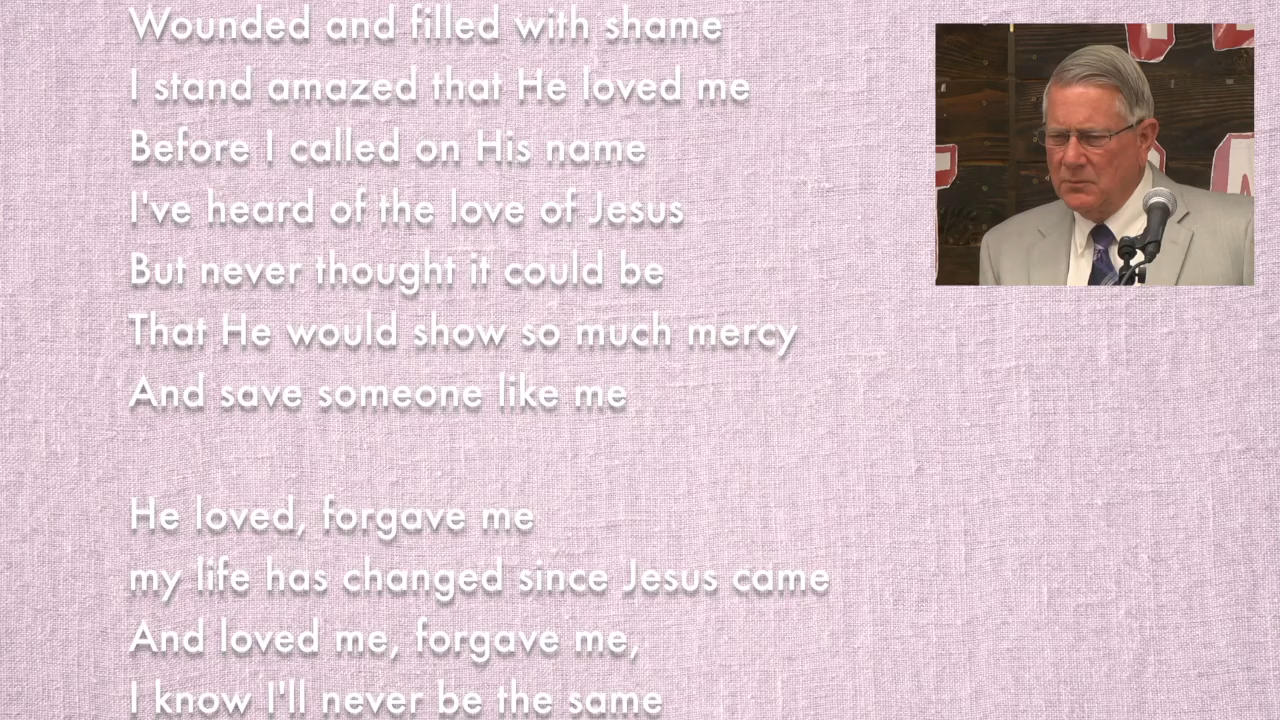 Wounded and filled with shame
I stand amazed that He loved me
Before I called on His name
I've heard of the love of Jesus
But never thought it could be
That He would show so much mercy
And save someone like me
He loved, forgave me
my life has changed since Jesus came
And loved me, forgave me,
I know I'll never be the same